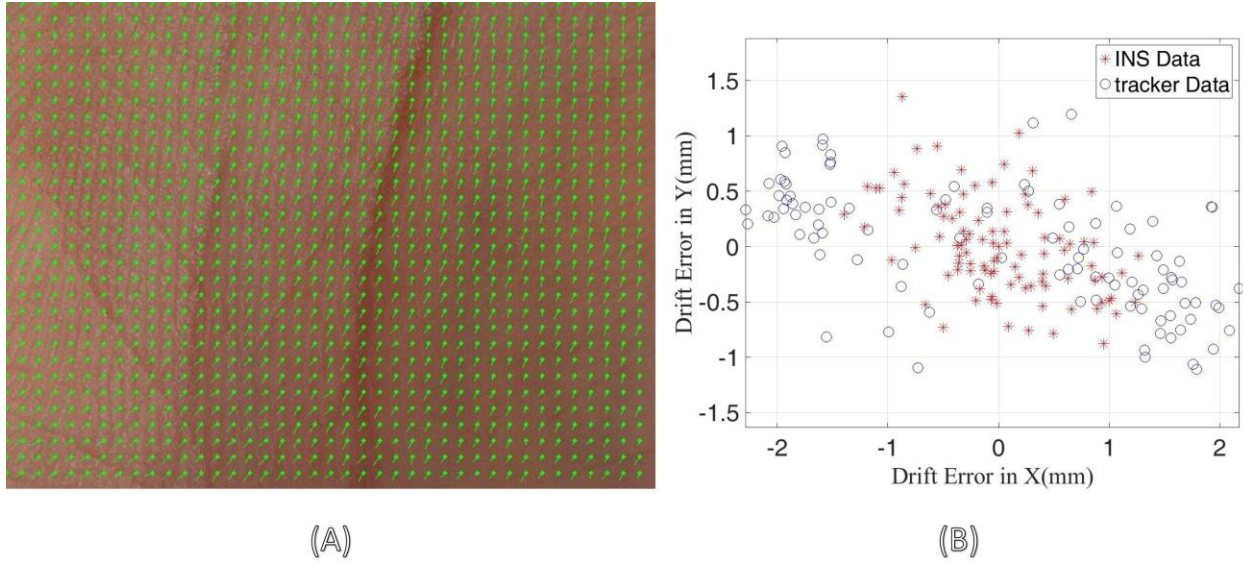 INS Data
tracker Data
1.5
1
0.5
0
-0.5
-1
-1.5
Drift Error in Y(mm)
-2
-1
0
1
2
Drift Error in X(mm)
(A)
(B)